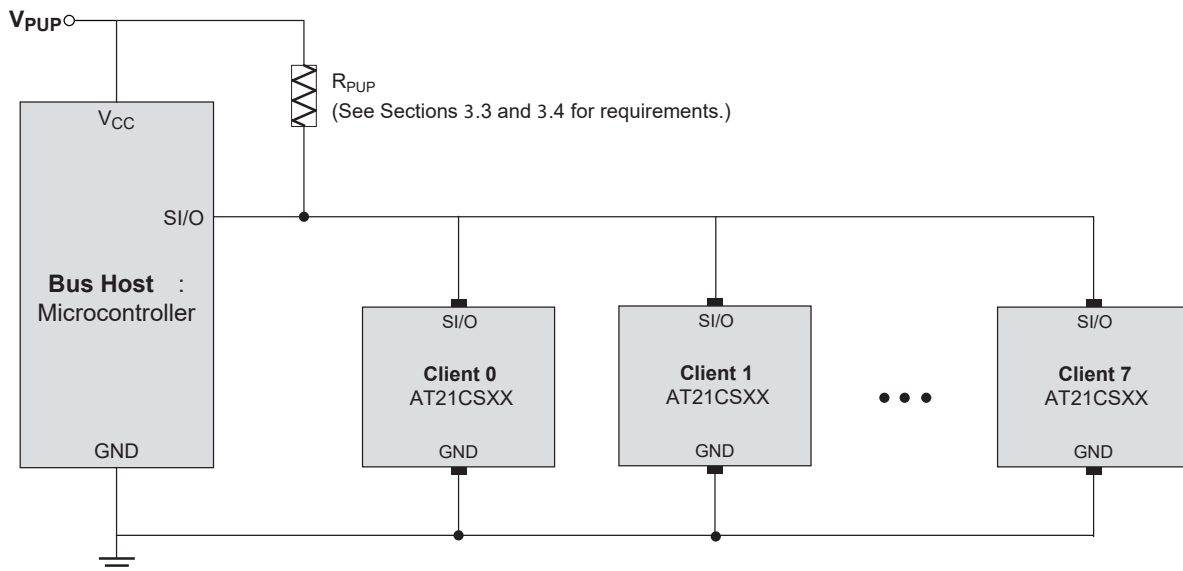 VPUP
RPUP
(See Sections 3.3 and 3.4 for requirements.)
VCC
SI/O
Bus Host :
Microcontroller
GND
SI/O
Client 0
AT21CSXX
GND
SI/O
Client 1
AT21CSXX
GND
SI/O
Client 7
AT21CSXX
GND